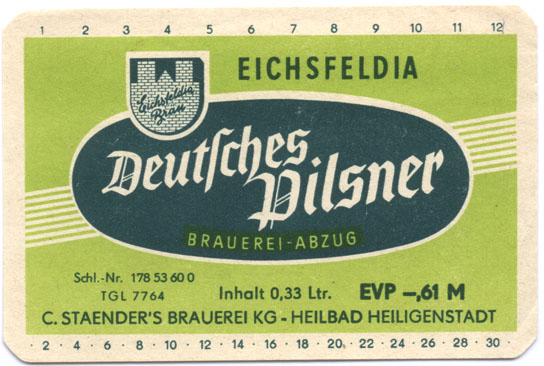 1 2 3 4 5 6 7 8 9 10 11 12
EICHSFELDIA
Eichsfeldia
Bräu
Deutſches
Pilsner
BRAUEREI-ABZUG
Schl.-Nr. 178 53 60 0
TGL 7764
Inhalt 0,33 Ltr.
EVP –,61 M
C. STAENDER'S BRAUEREI KG - HEILBAD HEILIGENSTADT
· 2 · 4 · 6 · 8 · 10 · 12 · 14 · 16 · 18 · 20 · 22 · 24 · 26 · 28 · 30 ·